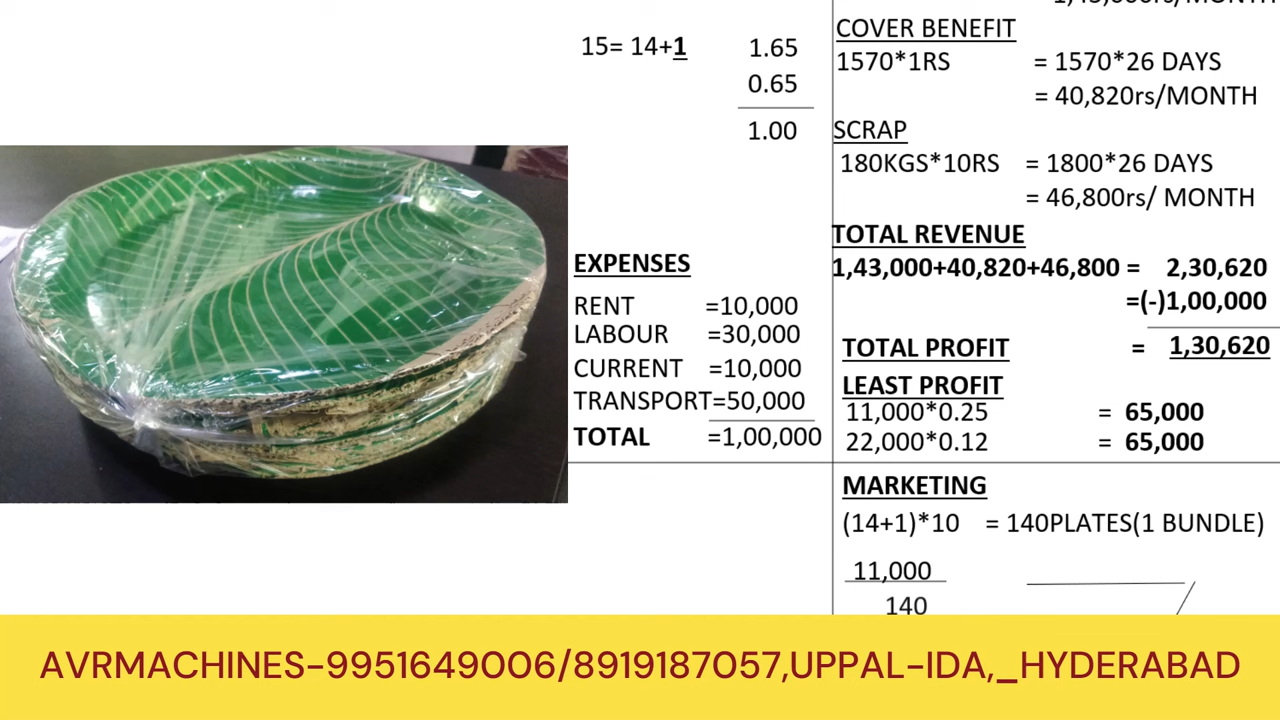 15= 14+1 1.65
0.65
1.00
EXPENSES
RENT =10,000
LABOUR =30,000
CURRENT =10,000
TRANSPORT=50,000
TOTAL =1,00,000
COVER BENEFIT
1570*1RS = 1570*26 DAYS
= 40,820rs/MONTH
SCRAP
180KGS*10RS = 1800*26 DAYS
= 46,800rs/ MONTH
TOTAL REVENUE
1,43,000+40,820+46,800 = 2,30,620
=(-)1,00,000
TOTAL PROFIT = 1,30,620
LEAST PROFIT
11,000*0.25 = 65,000
22,000*0.12 = 65,000
MARKETING
(14+1)*10 = 140PLATES(1 BUNDLE)
11,000
140
AVRMACHINES-9951649006/8919187057,UPPAL-IDA,_HYDERABAD